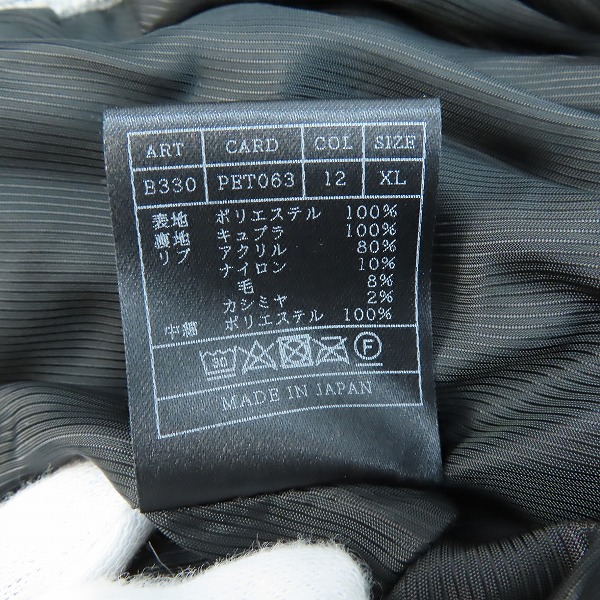 ART CARD COL SIZE
B330 PET063 12 XL
表地 ポリエステル 100%
裏地 キュプラ 100%
リブ アクリル 80%
ナイロン 10%
毛 8%
カシミヤ 2%
中綿 ポリエステル 100%
30 F
MADE IN JAPAN